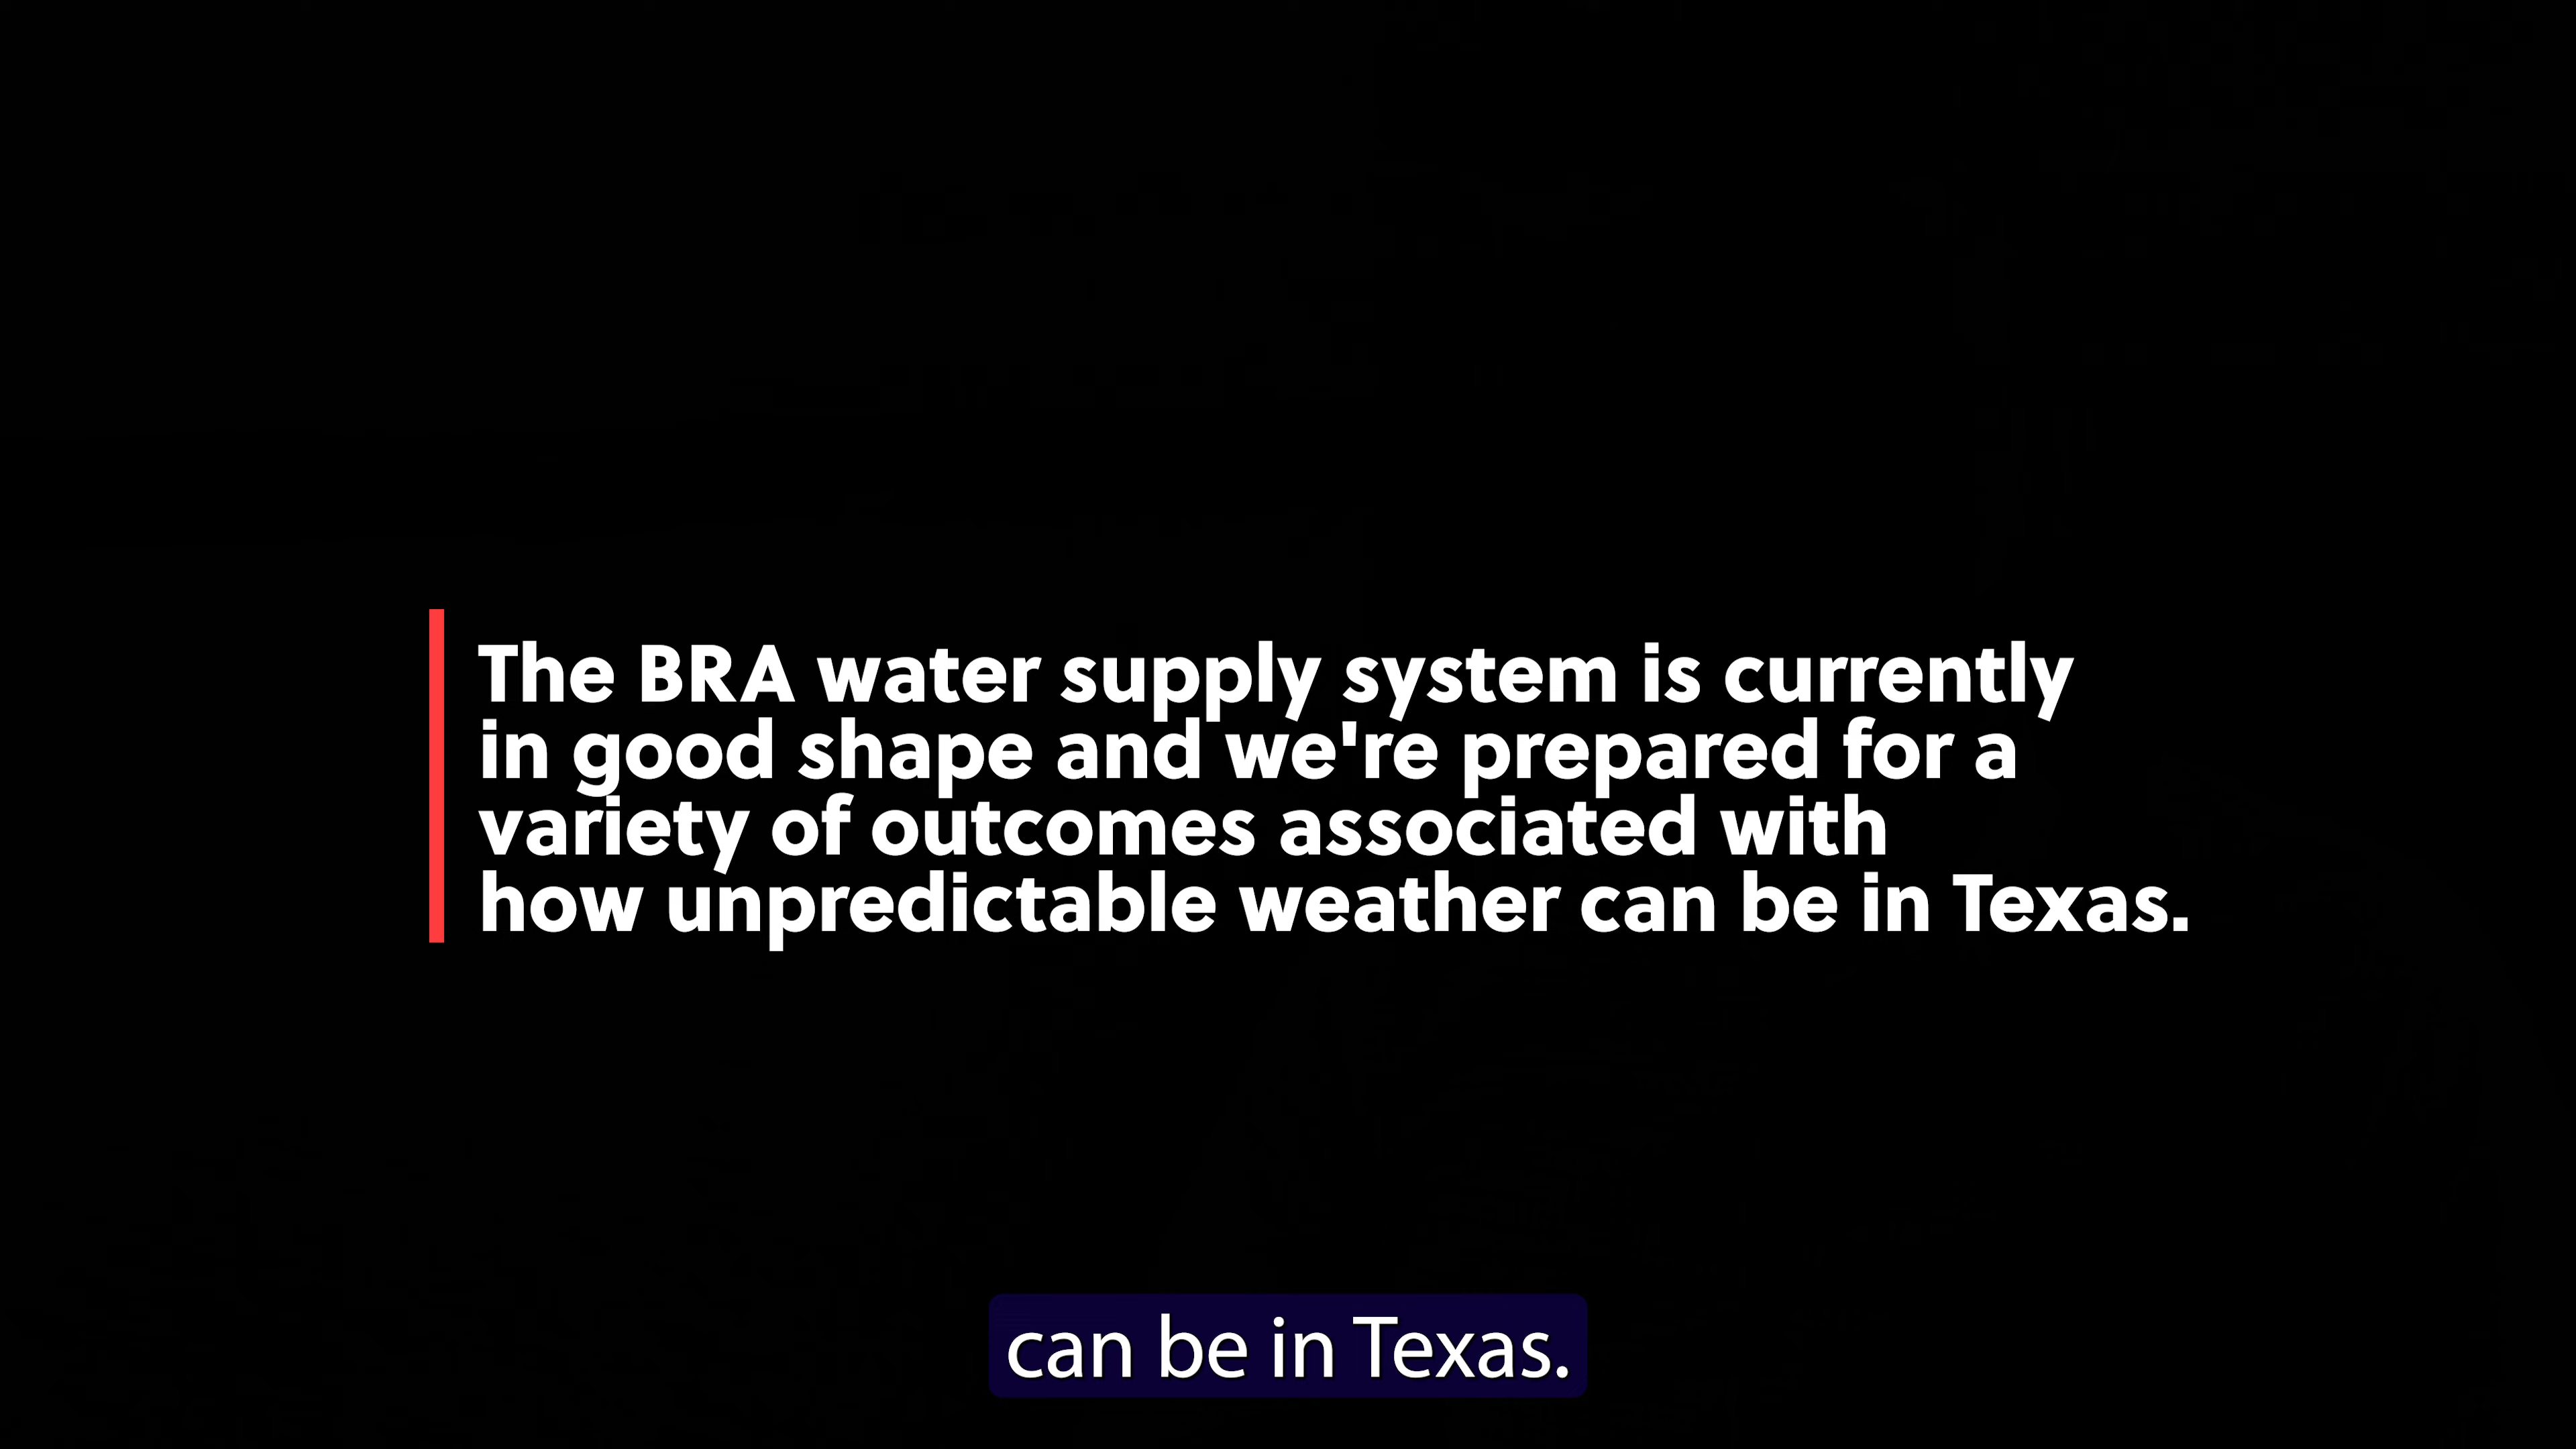 The BRA water supply system is currently
in good shape and we're prepared for a
variety of outcomes associated with
how unpredictable weather can be in Texas.
can be in Texas.